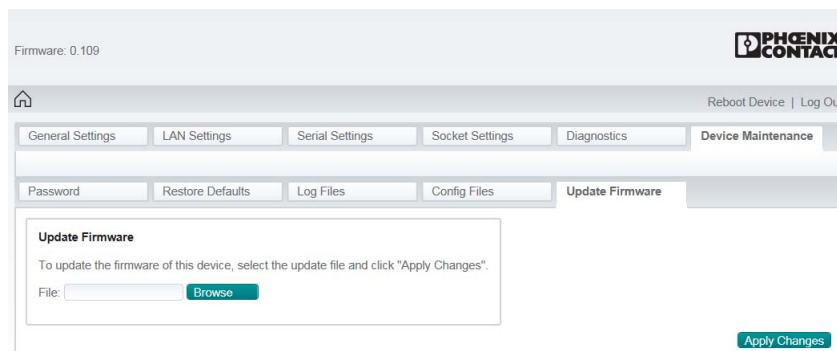 Firmware: 0.109
PHŒNIX
CONTACT
Reboot Device | Log Ou
General Settings LAN Settings Serial Settings Socket Settings Diagnostics Device Maintenance
Password Restore Defaults Log Files Config Files Update Firmware
Update Firmware
To update the firmware of this device, select the update file and click "Apply Changes".
File: Browse
Apply Changes